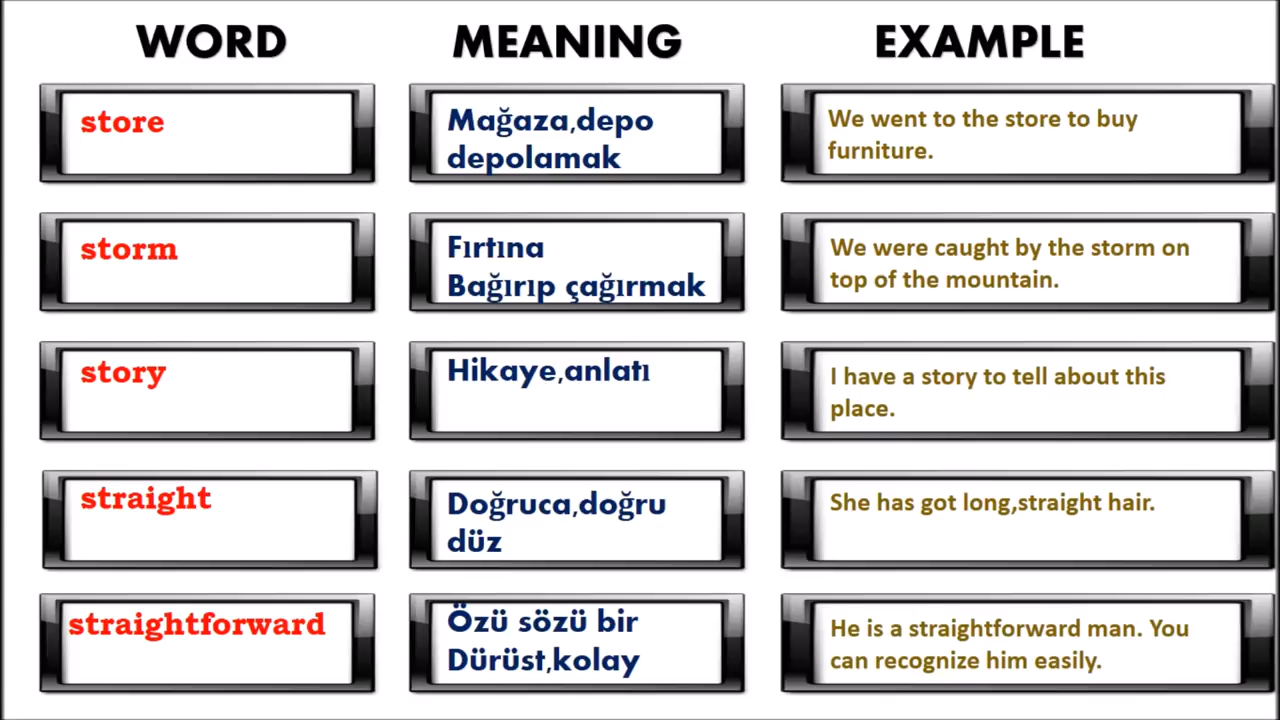 WORD MEANING EXAMPLE
store
Mağaza,depo
depolamak
We went to the store to buy
furniture.
storm
Fırtına
Bağırıp çağırmak
We were caught by the storm on
top of the mountain.
story
Hikaye,anlatı
I have a story to tell about this
place.
straight
Doğruca,doğru
düz
She has got long,straight hair.
straightforward
Özü sözü bir
Dürüst,kolay
He is a straightforward man. You
can recognize him easily.